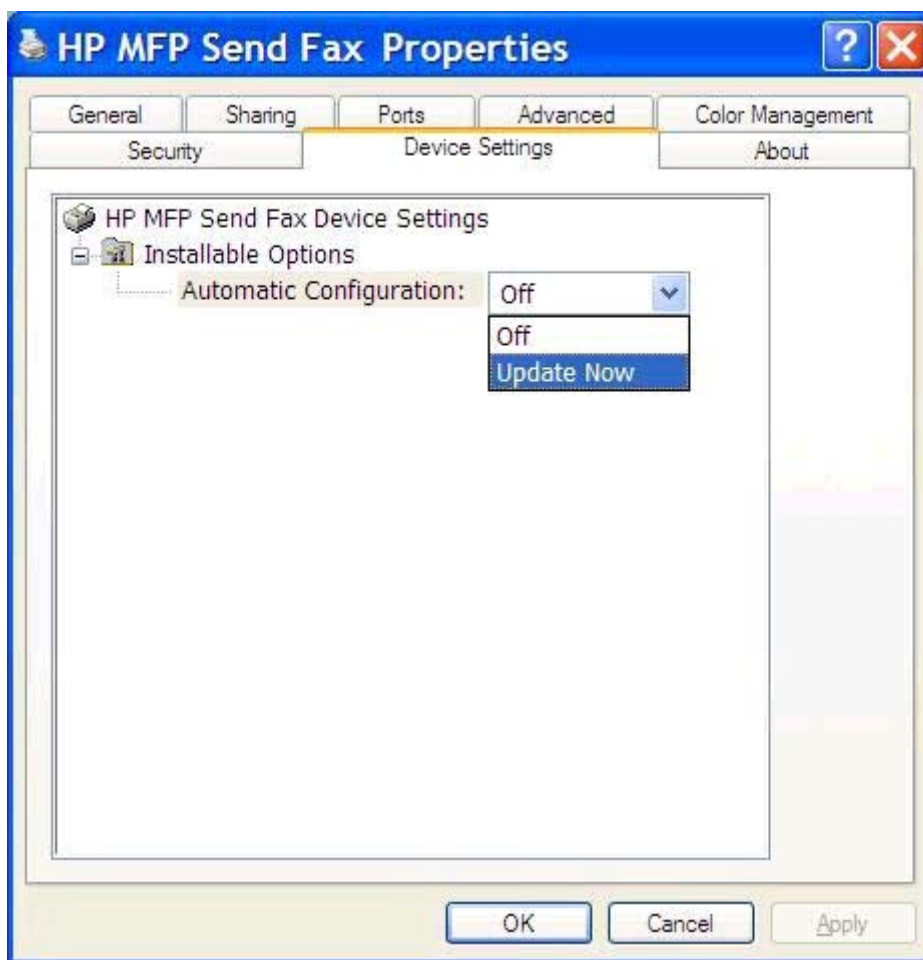 HP MFP Send Fax Properties
General Sharing Ports Advanced Color Management
Security Device Settings About
HP MFP Send Fax Device Settings
Installable Options
Automatic Configuration: Off
Off
Update Now
OK Cancel Apply